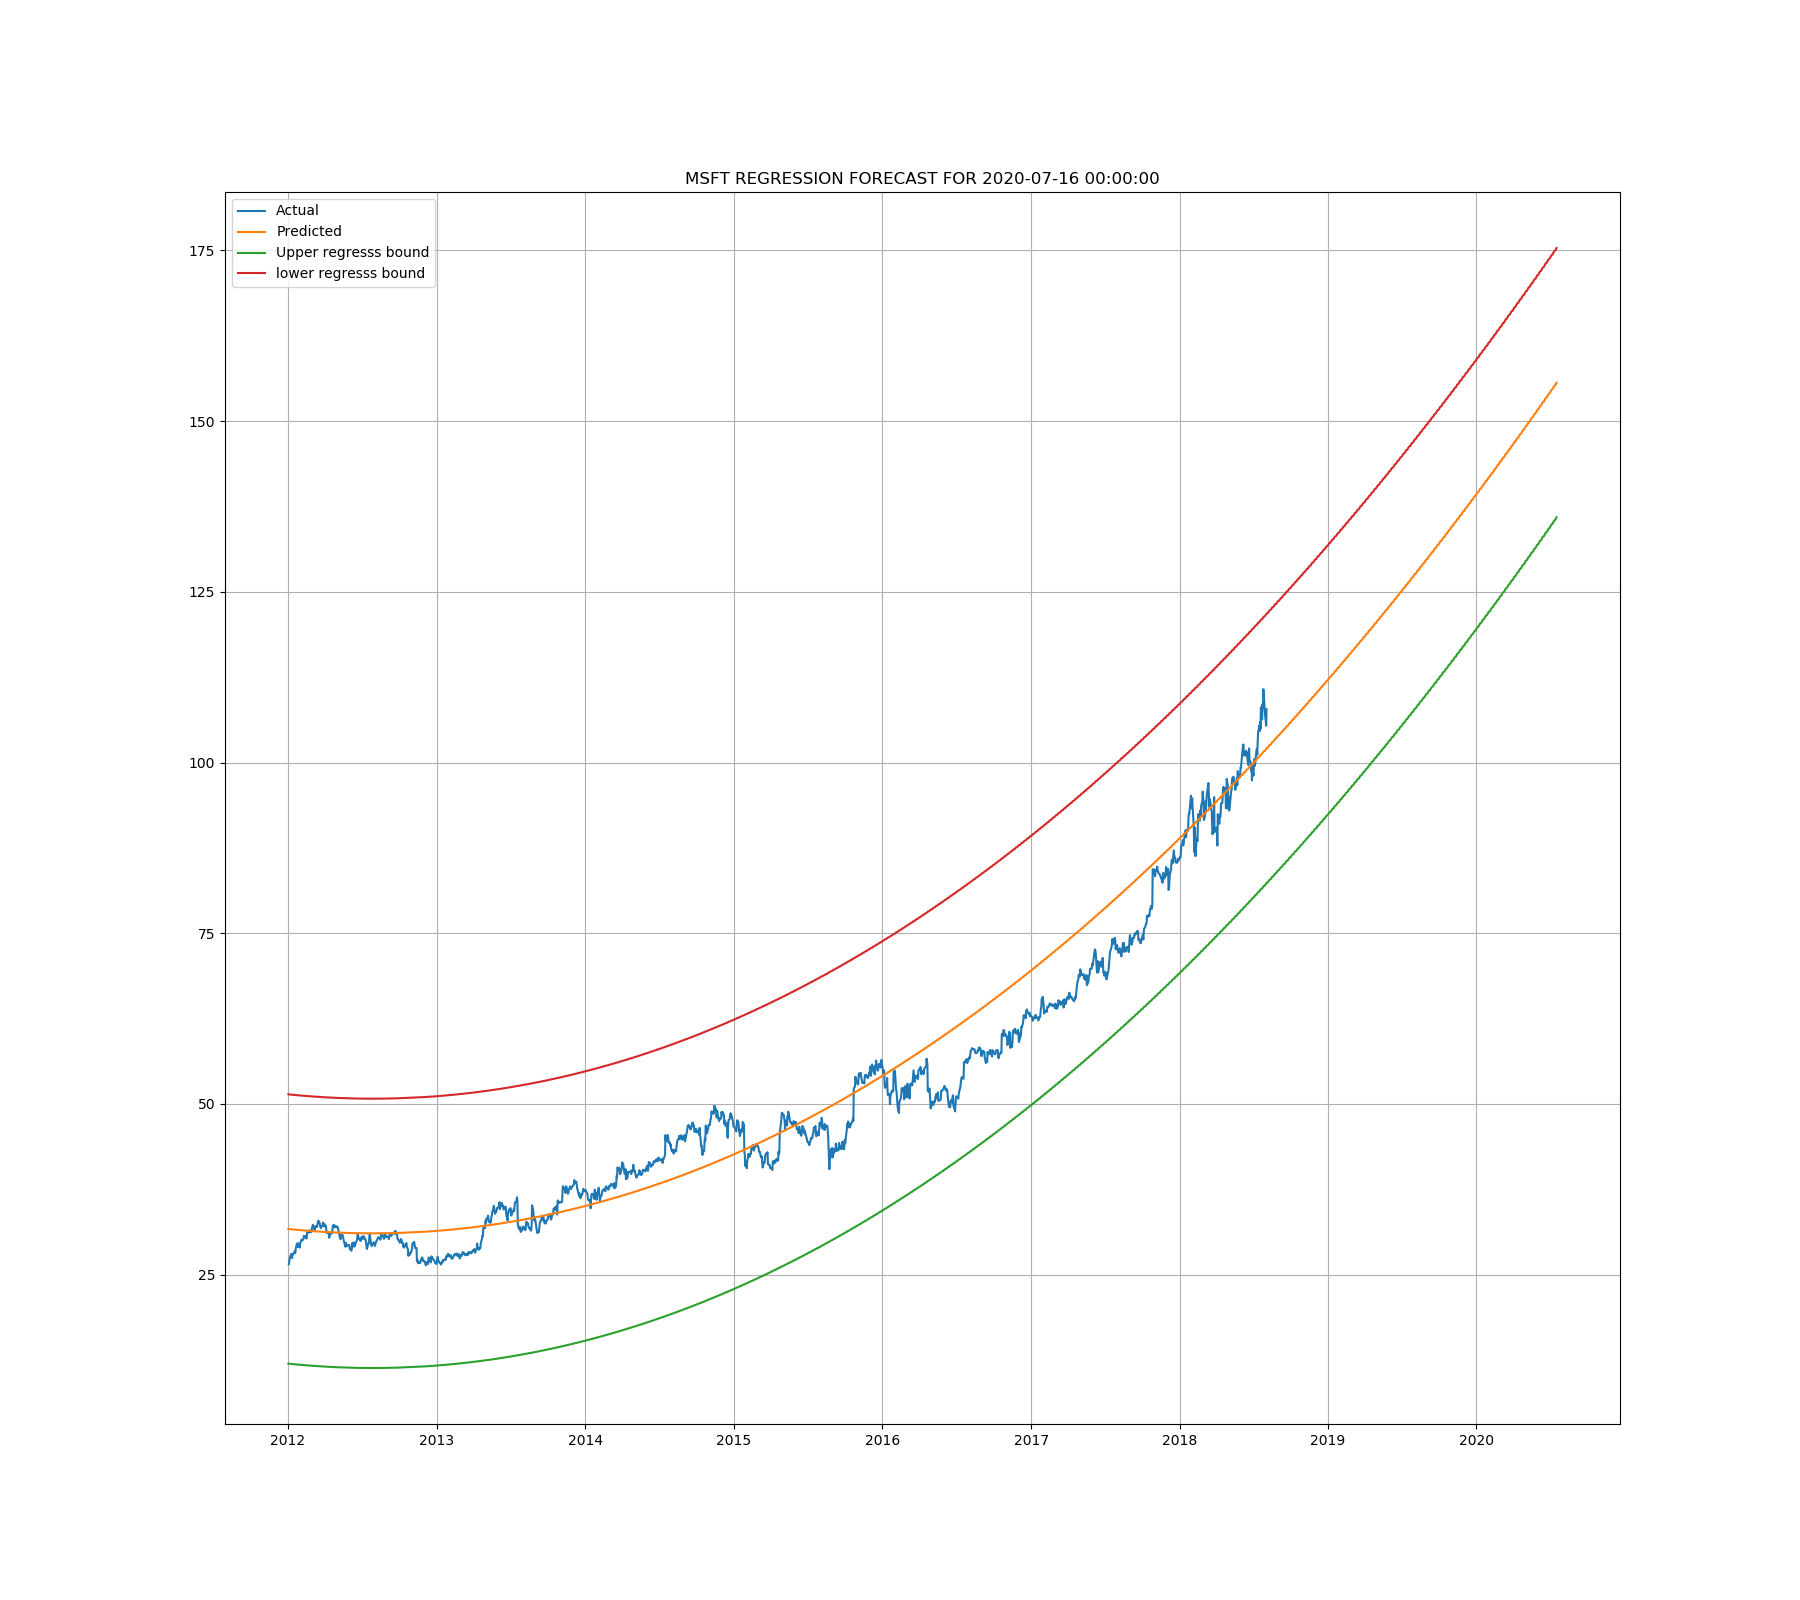 MSFT REGRESSION FORECAST FOR 2020-07-16 00:00:00
Actual
Predicted
Upper regresss bound
lower regresss bound
175
150
125
100
75
50
25
2012 2013 2014 2015 2016 2017 2018 2019 2020